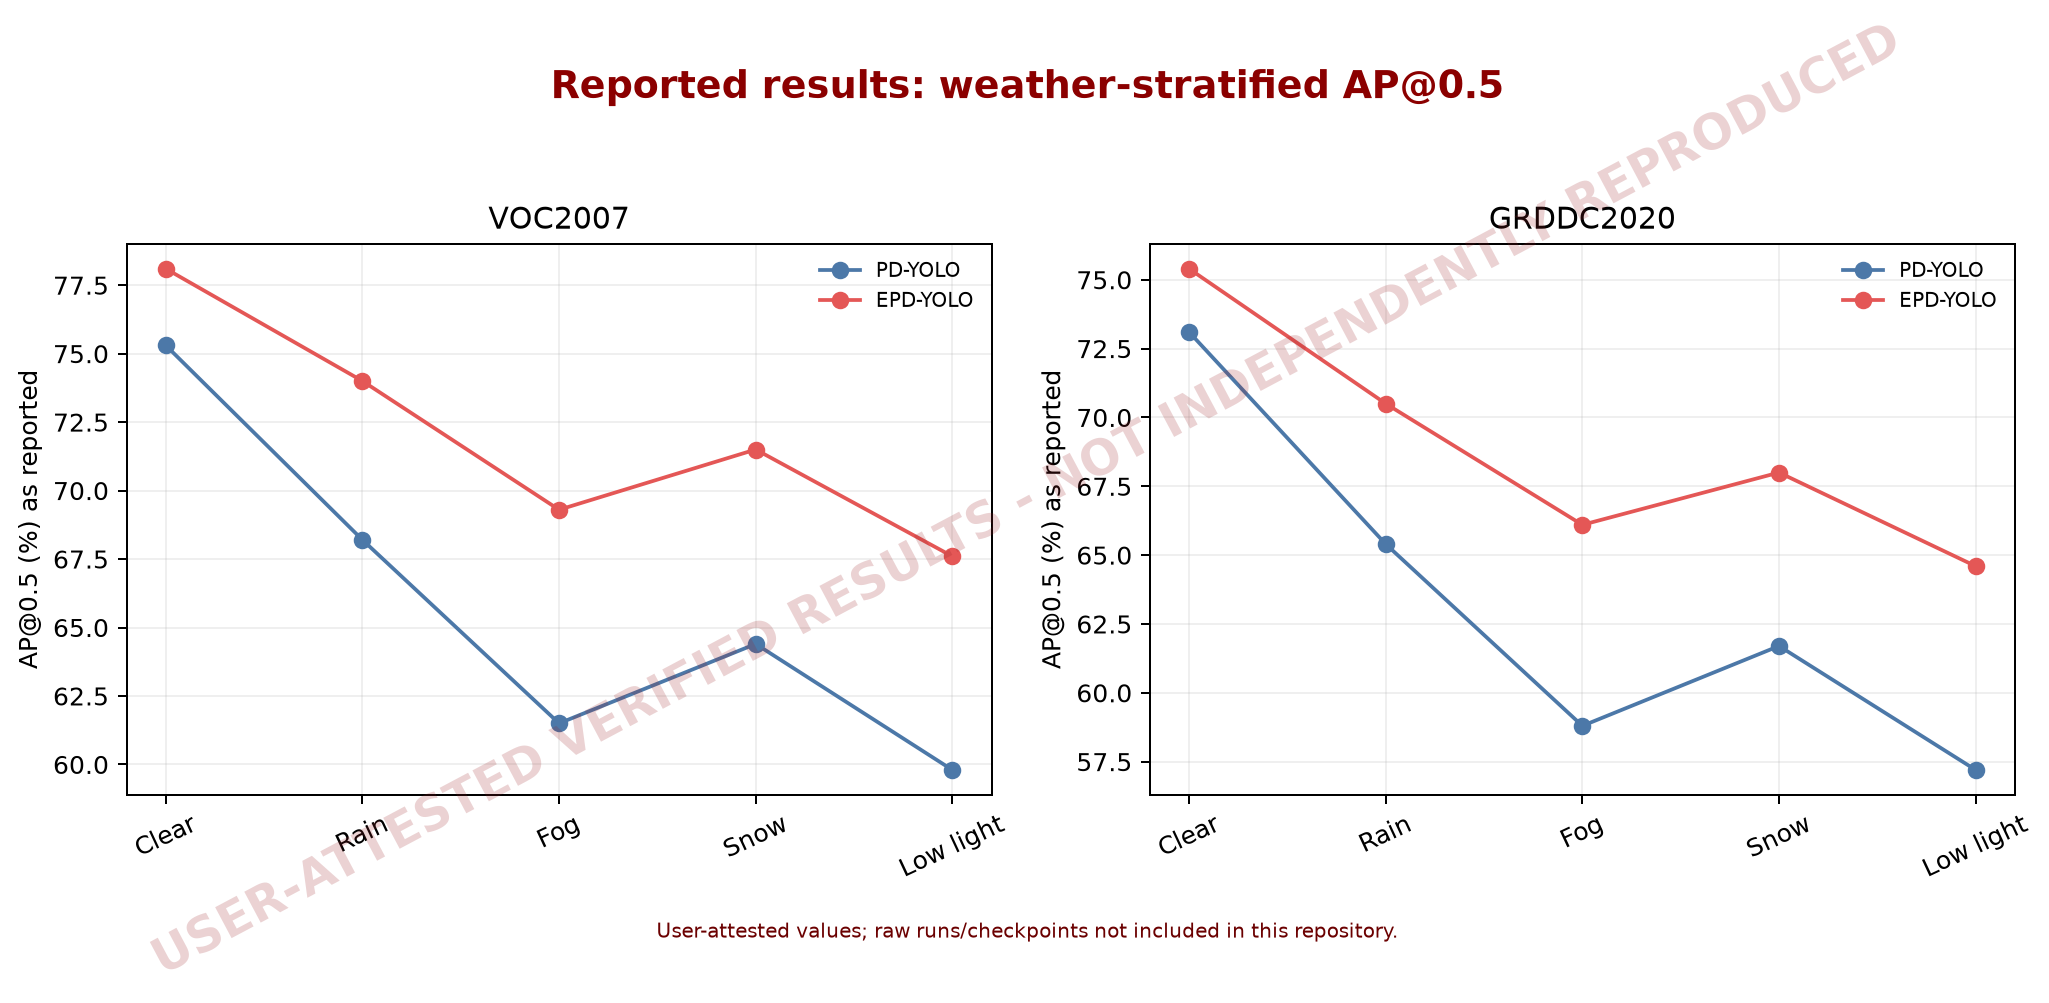 Reported results: weather-stratified AP@0.5
USER-ATTESTED VERIFIED RESULTS - NOT INDEPENDENTLY REPRODUCED
VOC2007
PD-YOLO
EPD-YOLO
AP@0.5 (%) as reported
77.5
75.0
72.5
70.0
67.5
65.0
62.5
60.0
Clear
Rain
Fog
Snow
Low light
GRDDC2020
PD-YOLO
EPD-YOLO
AP@0.5 (%) as reported
75.0
72.5
70.0
67.5
65.0
62.5
60.0
57.5
Clear
Rain
Fog
Snow
Low light
User-attested values; raw runs/checkpoints not included in this repository.